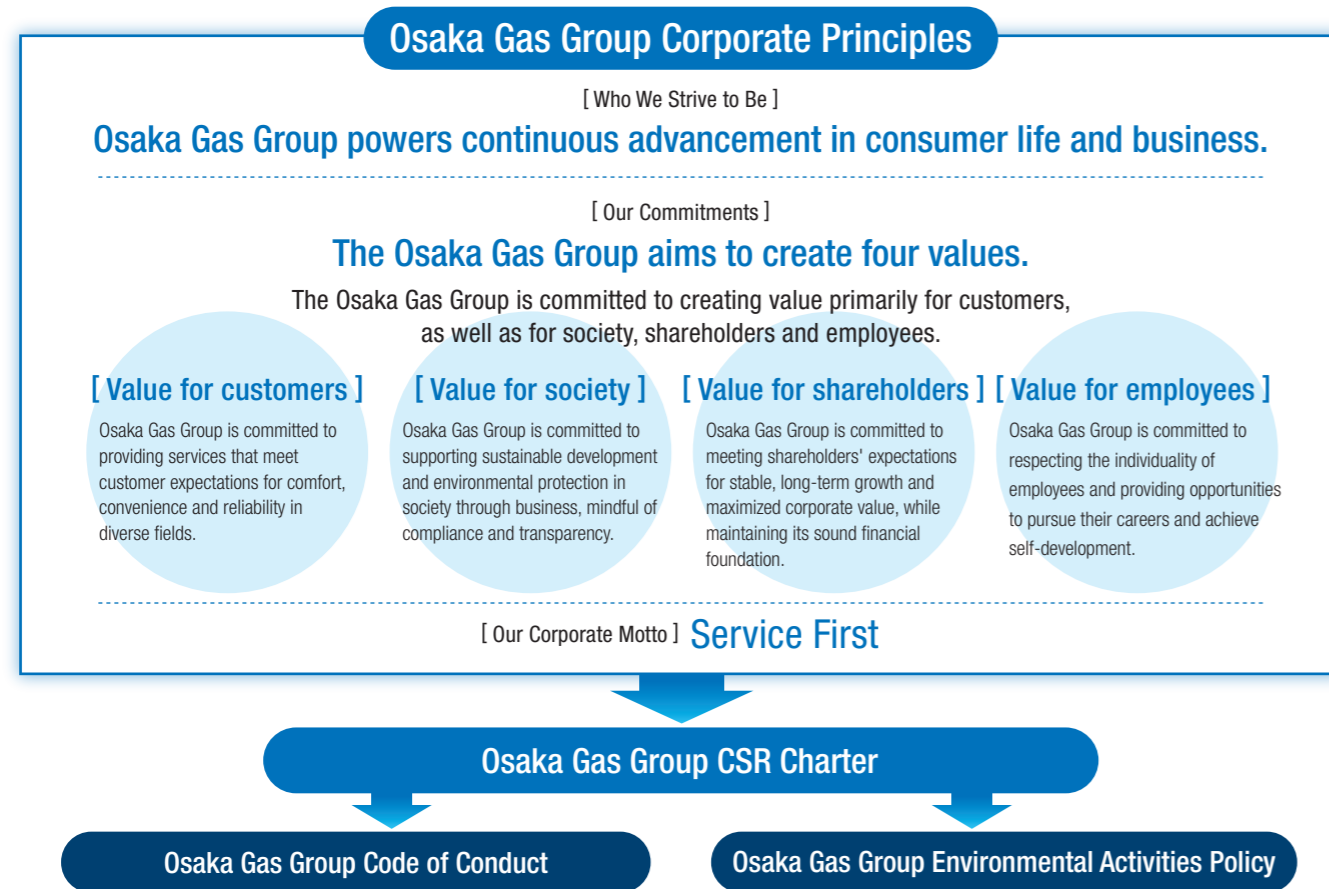 Osaka Gas Group Corporate Principles
[ Who We Strive to Be ]
Osaka Gas Group powers continuous advancement in consumer life and business.
[ Our Commitments ]
The Osaka Gas Group aims to create four values.
The Osaka Gas Group is committed to creating value primarily for customers,
as well as for society, shareholders and employees.
[ Value for customers ]
Osaka Gas Group is committed to
providing services that meet
customer expectations for comfort,
convenience and reliability in
diverse fields.
[ Value for society ]
Osaka Gas Group is committed to
supporting sustainable development
and environmental protection in
society through business, mindful of
compliance and transparency.
[ Value for shareholders ]
Osaka Gas Group is committed to
meeting shareholders' expectations
for stable, long-term growth and
maximized corporate value, while
maintaining its sound financial
foundation.
[ Value for employees ]
Osaka Gas Group is committed to
respecting the individuality of
employees and providing opportunities
to pursue their careers and achieve
self-development.
[ Our Corporate Motto ] Service First
Osaka Gas Group CSR Charter
Osaka Gas Group Code of Conduct
Osaka Gas Group Environmental Activities Policy